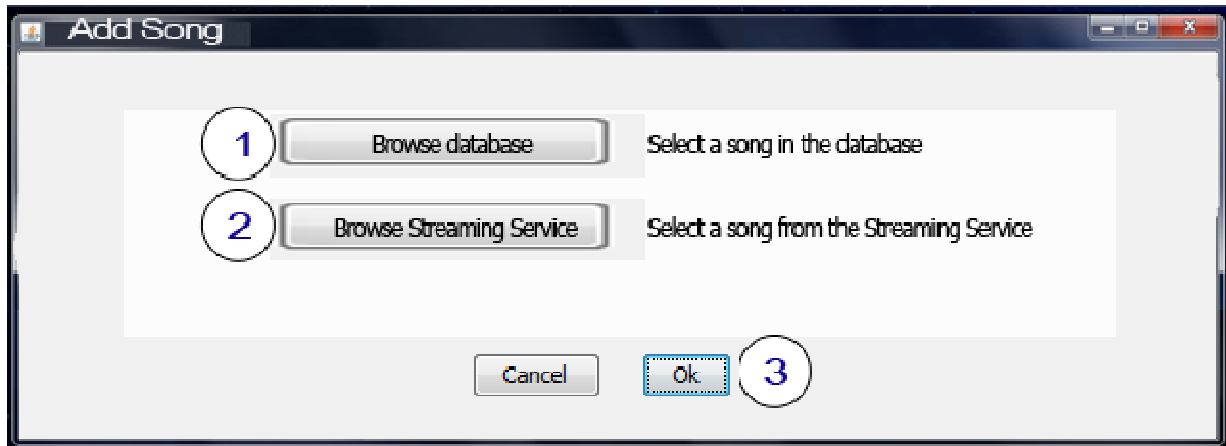 Add Song
1 Browse database Select a song in the database
2 Browse Streaming Service Select a song from the Streaming Service
Cancel Ok 3